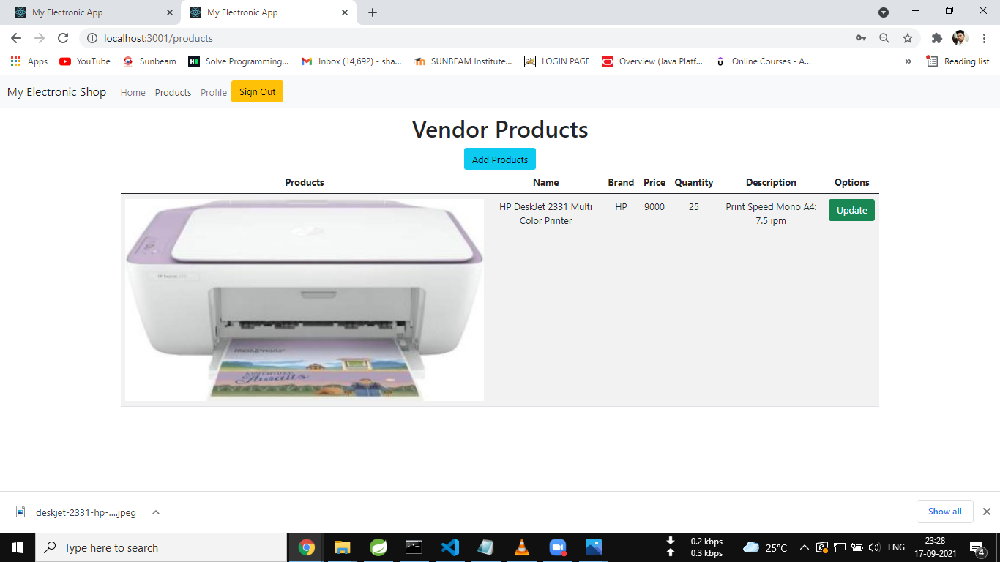 My Electronic App
My Electronic App
localhost:3001/products
Apps
YouTube
Sunbeam
Solve Programming...
Inbox (14,692) - sha...
SUNBEAM Institute...
LOGIN PAGE
Overview (Java Platf...
Online Courses - A...
»
Reading list
My Electronic Shop
Home
Products
Profile
Sign Out
Vendor Products
Add Products
Products Name Brand Price Quantity Description Options
HP DeskJet 2331 Multi
Color Printer
HP
9000
25
Print Speed Mono A4:
7.5 ipm
Update
ADVENTURE
Awaits
deskjet-2331-hp-....jpeg
Show all
Type here to search
0.2 kbps
0.3 kbps
25°C
ENG
23:28
17-09-2021
4